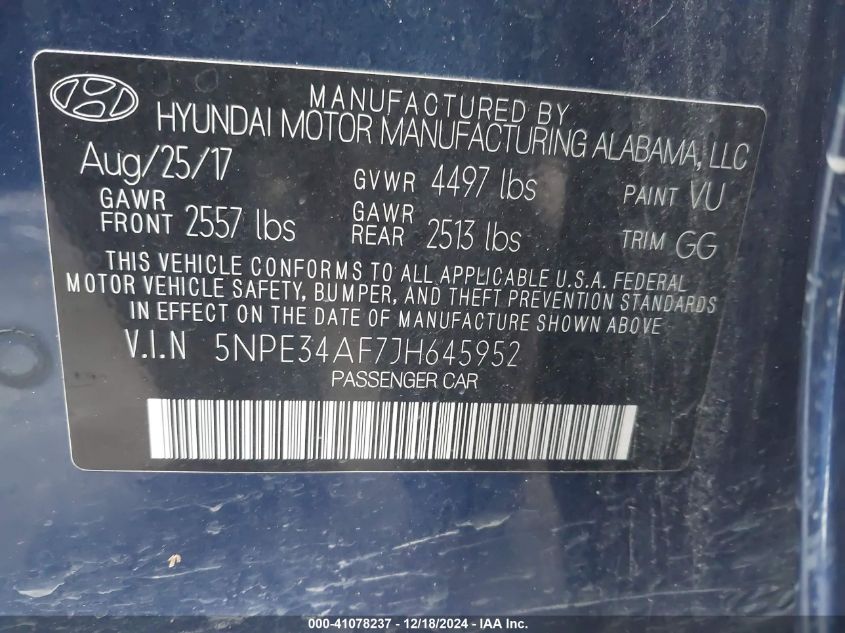 MANUFACTURED BY
HYUNDAI MOTOR MANUFACTURING ALABAMA, LLC
Aug/25/17 GVWR 4497 lbs PAINT VU
GAWR FRONT 2557 lbs GAWR REAR 2513 lbs TRIM GG
THIS VEHICLE CONFORMS TO ALL APPLICABLE U.S.A. FEDERAL
MOTOR VEHICLE SAFETY, BUMPER, AND THEFT PREVENTION STANDARDS
IN EFFECT ON THE DATE OF MANUFACTURE SHOWN ABOVE
V.I.N 5NPE34AF7JH645952
PASSENGER CAR
000-41078237 - 12/18/2024 - IAAI.com